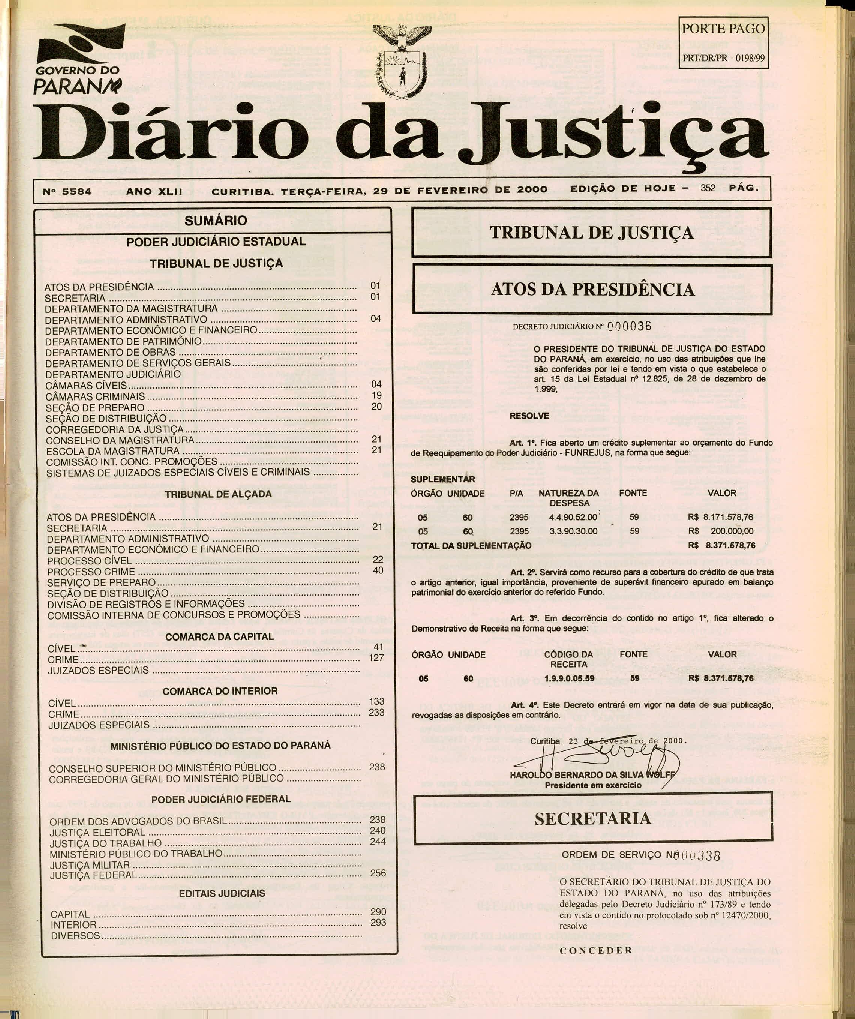 GOVERNO DO
PARANÁ
PORTE PAGO
PRT/DR/PR 0198/99
Diário da Justiça
Nº 5584 ANO XLII CURITIBA, TERÇA-FEIRA, 29 DE FEVEREIRO DE 2000 EDIÇÃO DE HOJE - 352 PÁG.
SUMÁRIO
PODER JUDICIÁRIO ESTADUAL
TRIBUNAL DE JUSTIÇA
ATOS DA PRESIDÊNCIA 01
SECRETARIA 01
DEPARTAMENTO DA MAGISTRATURA
DEPARTAMENTO ADMINISTRATIVO 04
DEPARTAMENTO ECONÔMICO E FINANCEIRO
DEPARTAMENTO DE PATRIMÔNIO
DEPARTAMENTO DE OBRAS
DEPARTAMENTO DE SERVIÇOS GERAIS
DEPARTAMENTO JUDICIÁRIO
CÂMARAS CÍVEIS 04
CÂMARAS CRIMINAIS 19
SEÇÃO DE PREPARO 20
SEÇÃO DE DISTRIBUIÇÃO
CORREGEDORIA DA JUSTIÇA
CONSELHO DA MAGISTRATURA 21
ESCOLA DA MAGISTRATURA 21
COMISSÃO INT. CONC. PROMOÇÕES
SISTEMAS DE JUIZADOS ESPECIAIS CÍVEIS E CRIMINAIS
TRIBUNAL DE ALÇADA
ATOS DA PRESIDÊNCIA
SECRETARIA 21
DEPARTAMENTO ADMINISTRATIVO
DEPARTAMENTO ECONÔMICO E FINANCEIRO
PROCESSO CÍVEL 22
PROCESSO CRIME 40
SERVIÇO DE PREPARO
SEÇÃO DE DISTRIBUIÇÃO
DIVISÃO DE REGISTROS E INFORMAÇÕES
COMISSÃO INTERNA DE CONCURSOS E PROMOÇÕES
COMARCA DA CAPITAL
CÍVEL 41
CRIME 127
JUIZADOS ESPECIAIS
COMARCA DO INTERIOR
CÍVEL 133
CRIME 233
JUIZADOS ESPECIAIS
MINISTÉRIO PÚBLICO DO ESTADO DO PARANÁ
CONSELHO SUPERIOR DO MINISTÉRIO PÚBLICO 238
CORREGEDORIA GERAL DO MINISTÉRIO PÚBLICO
PODER JUDICIÁRIO FEDERAL
ORDEM DOS ADVOGADOS DO BRASIL 238
JUSTIÇA ELEITORAL 240
JUSTIÇA DO TRABALHO 244
MINISTÉRIO PÚBLICO DO TRABALHO
JUSTIÇA MILITAR
JUSTIÇA FEDERAL 256
EDITAIS JUDICIAIS
CAPITAL 290
INTERIOR 293
DIVERSOS
TRIBUNAL DE JUSTIÇA
ATOS DA PRESIDÊNCIA
DECRETO JUDICIÁRIO Nº 000036
O PRESIDENTE DO TRIBUNAL DE JUSTIÇA DO ESTADO
DO PARANÁ, em exercício, no uso das atribuições que lhe
são conferidas por lei e tendo em vista o que estabelece o
art. 15 da Lei Estadual nº 12.825, de 28 de dezembro de
1.999,
RESOLVE
Art. 1º. Fica aberto um crédito suplementar ao orçamento do Fundo
de Reequipamento do Poder Judiciário - FUNREJUS, na forma que segue:
SUPLEMENTAR
ÓRGÃO UNIDADE P/A NATUREZA DA FONTE VALOR
DESPESA
05 60 2395 4.4.90.52.00 59 R$ 8.171.578,76
05 60 2395 3.3.90.30.00 59 R$ 200.000,00
TOTAL DA SUPLEMENTAÇÃO R$ 8.371.578,76
Art. 2º. Servirá como recurso para a cobertura do crédito de que trata
o artigo anterior, igual importância, proveniente de superávit financeiro apurado em balanço
patrimonial do exercício anterior do referido Fundo.
Art. 3º. Em decorrência do contido no artigo 1º, fica alterado o
Demonstrativo de Receita na forma que segue:
ÓRGÃO UNIDADE CÓDIGO DA FONTE VALOR
RECEITA
05 60 1.9.9.0.05.59 59 R$ 8.371.578,76
Art. 4º. Este Decreto entrará em vigor na data de sua publicação,
revogadas as disposições em contrário.
Curitiba 23 de fevereiro de 2000.
HAROLDO BERNARDO DA SILVA WOLFF
Presidente em exercício
SECRETARIA
ORDEM DE SERVIÇO Nº000338
O SECRETÁRIO DO TRIBUNAL DE JUSTIÇA DO
ESTADO DO PARANÁ, no uso das atribuições
delegadas pelo Decreto Judiciário nº 173/89 e tendo
em vista o contido no protocolado sob nº 12470/2000,
resolve
CONCEDER